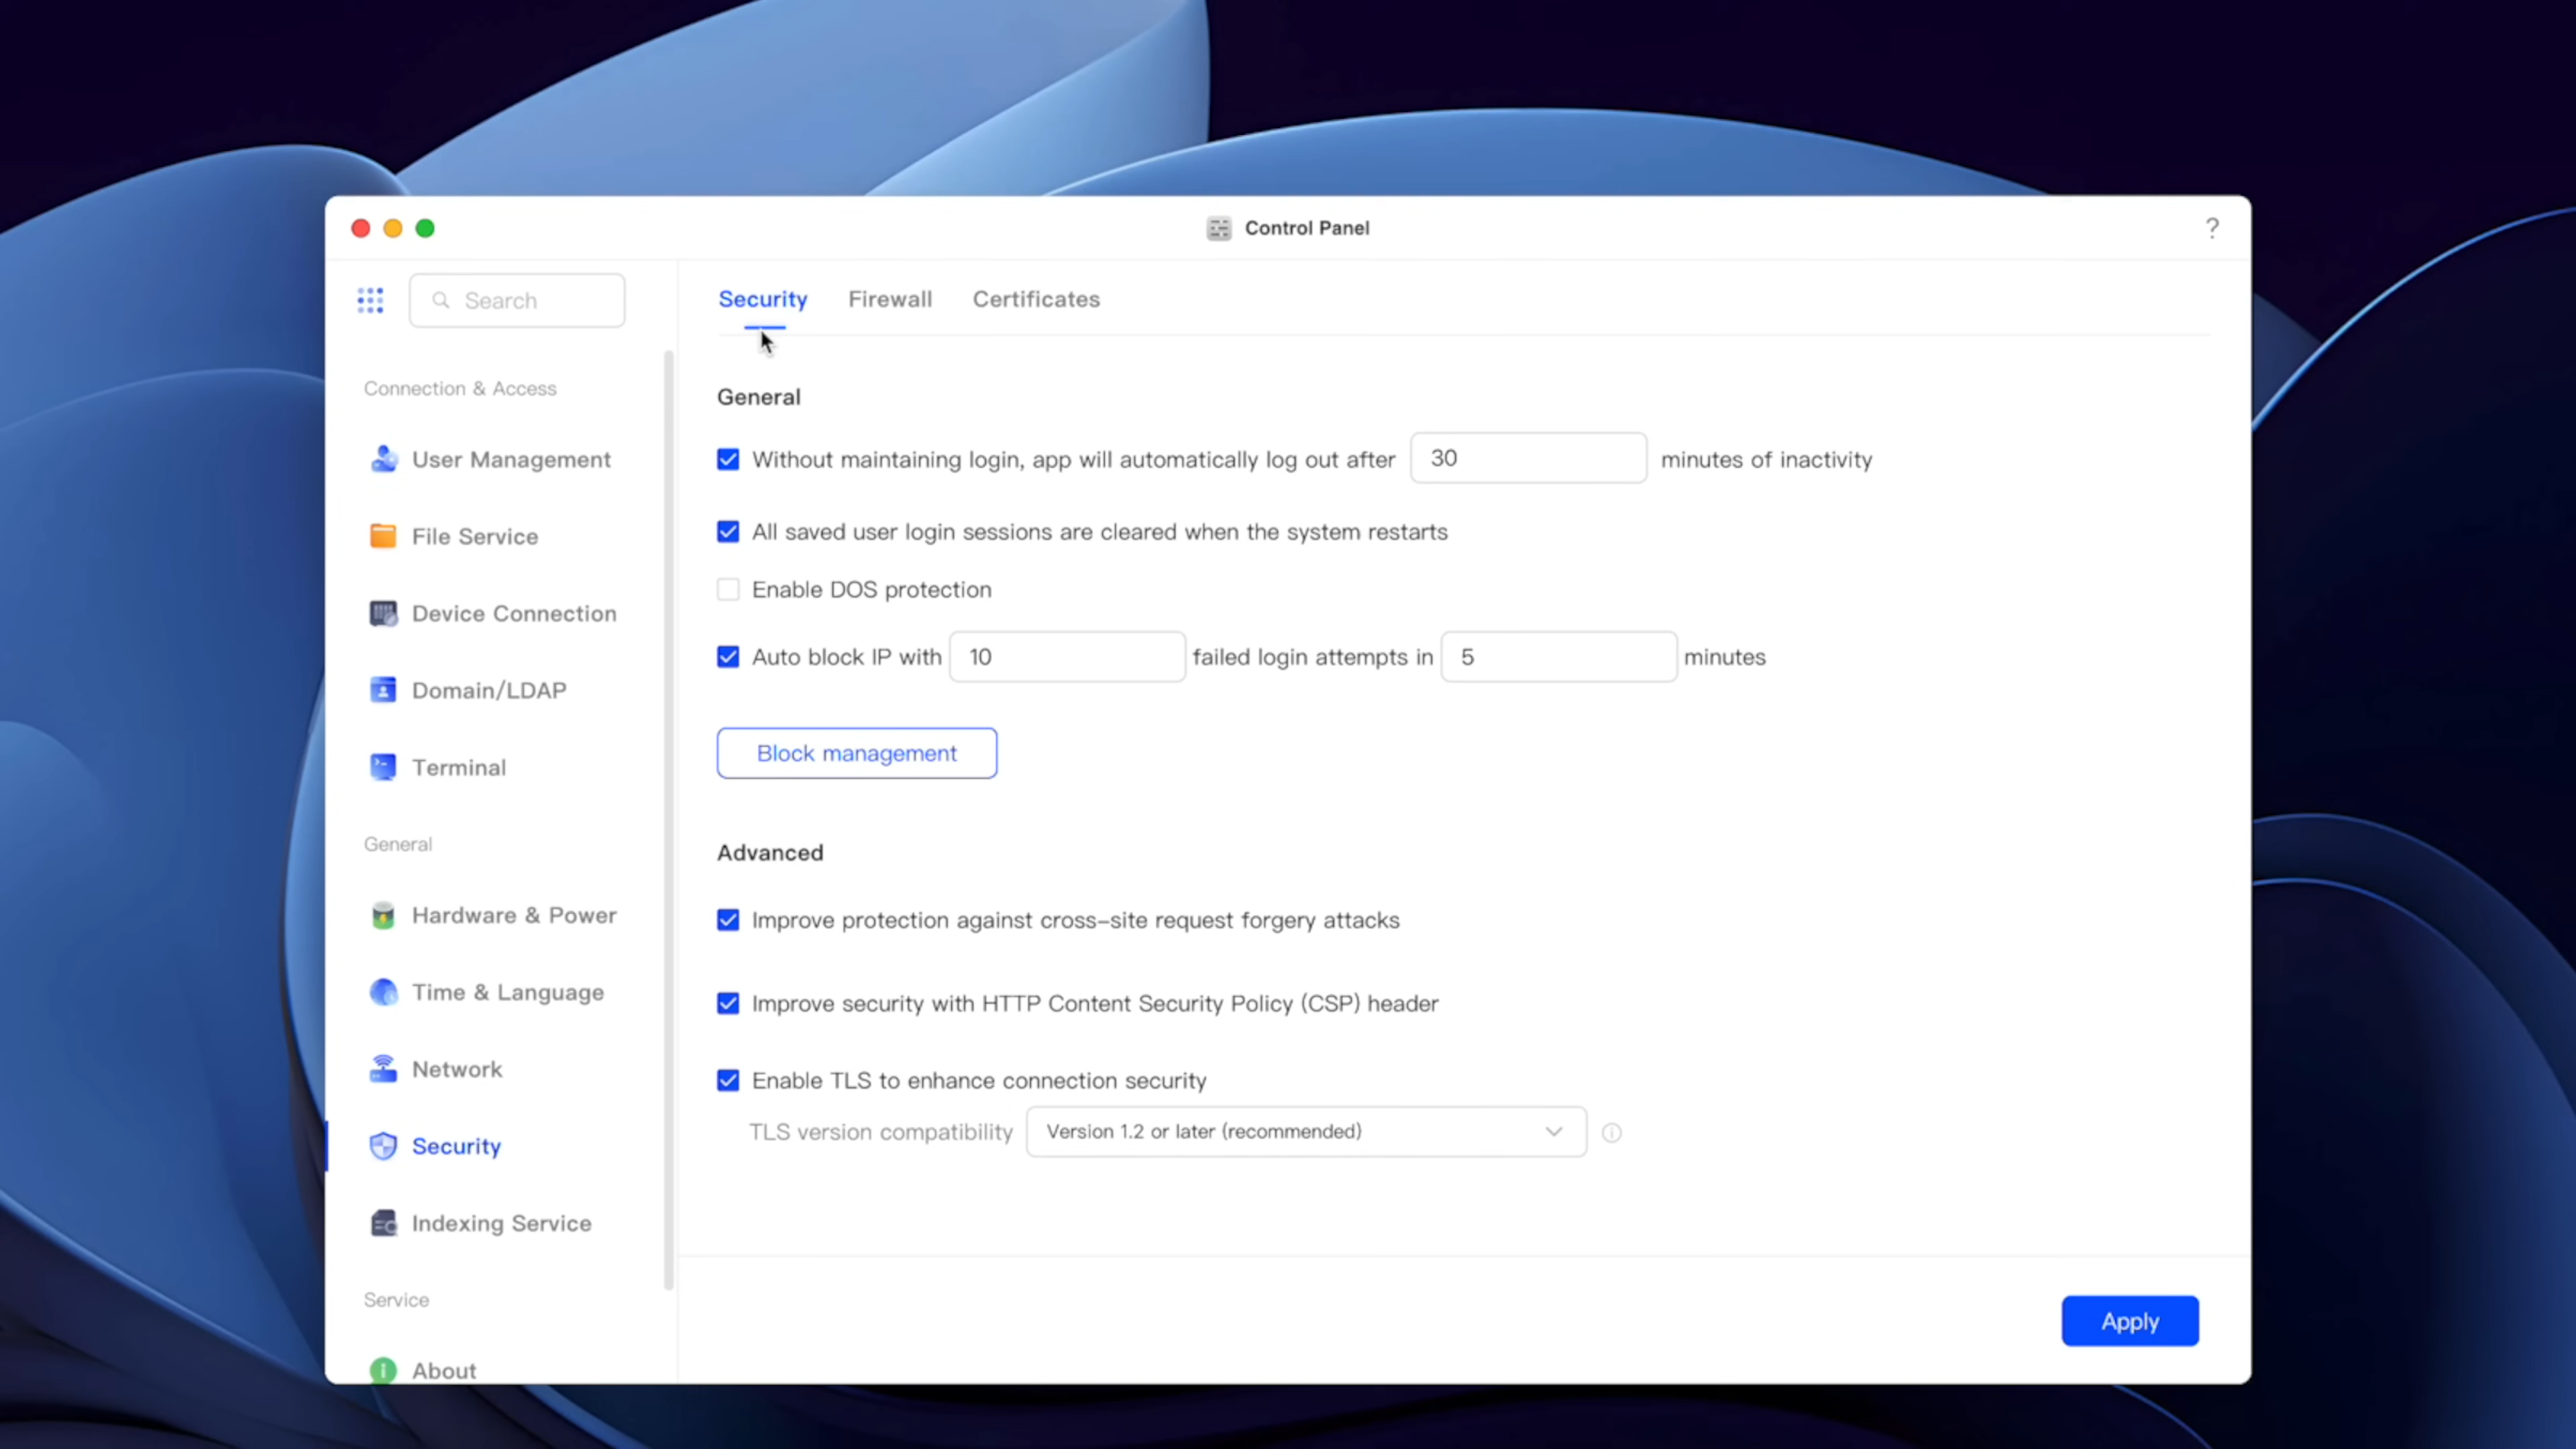 Control Panel
?
Search
Connection & Access
User Management
File Service
Device Connection
Domain/LDAP
Terminal
General
Hardware & Power
Time & Language
Network
Security
Indexing Service
Service
About
Security Firewall Certificates
General
Without maintaining login, app will automatically log out after 30 minutes of inactivity
All saved user login sessions are cleared when the system restarts
Enable DOS protection
Auto block IP with 10 failed login attempts in 5 minutes
Block management
Advanced
Improve protection against cross-site request forgery attacks
Improve security with HTTP Content Security Policy (CSP) header
Enable TLS to enhance connection security
TLS version compatibility Version 1.2 or later (recommended)
Apply